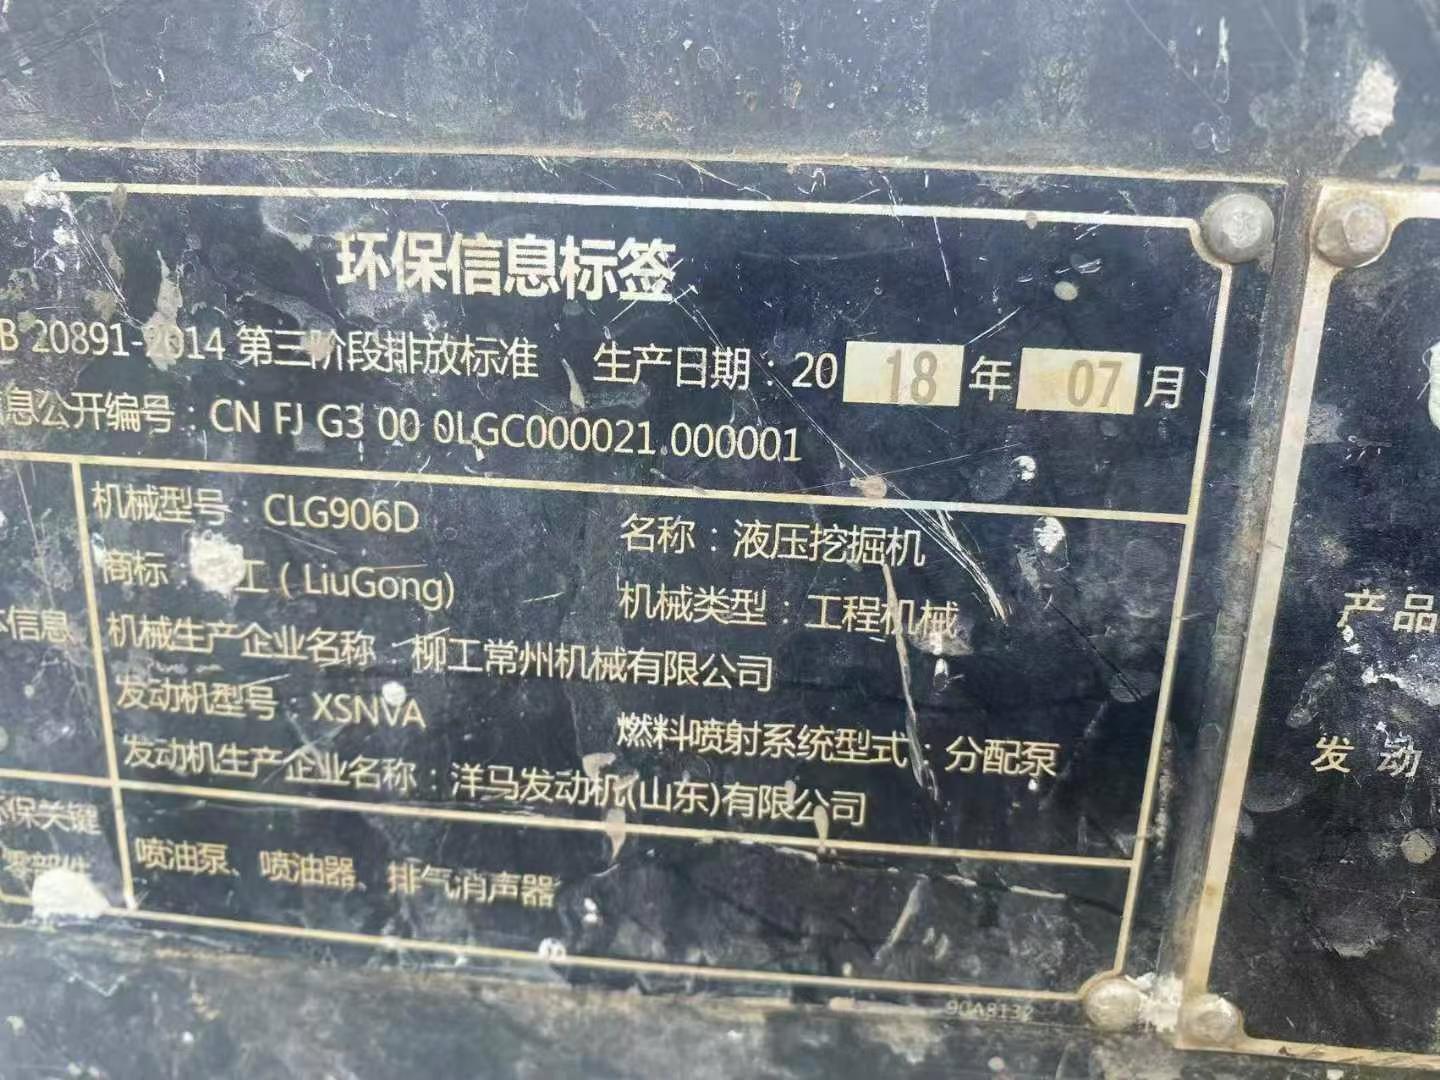 环保信息标签
B 20891-2014 第三阶段排放标准 生产日期：20 18 年 07 月
息公开编号：CN FJ G3 00 0LGC000021 000001
机械型号：CLG906D 名称：液压挖掘机
商标： 工（LiuGong） 机械类型：工程机械
信息
机械生产企业名称：柳工常州机械有限公司
发动机型号：XSNVA 燃料喷射系统型式：分配泵
发动机生产企业名称：洋马发动机(山东)有限公司
环保关键
零部件
喷油泵、喷油器、排气消声器
90A8132
产品
发动